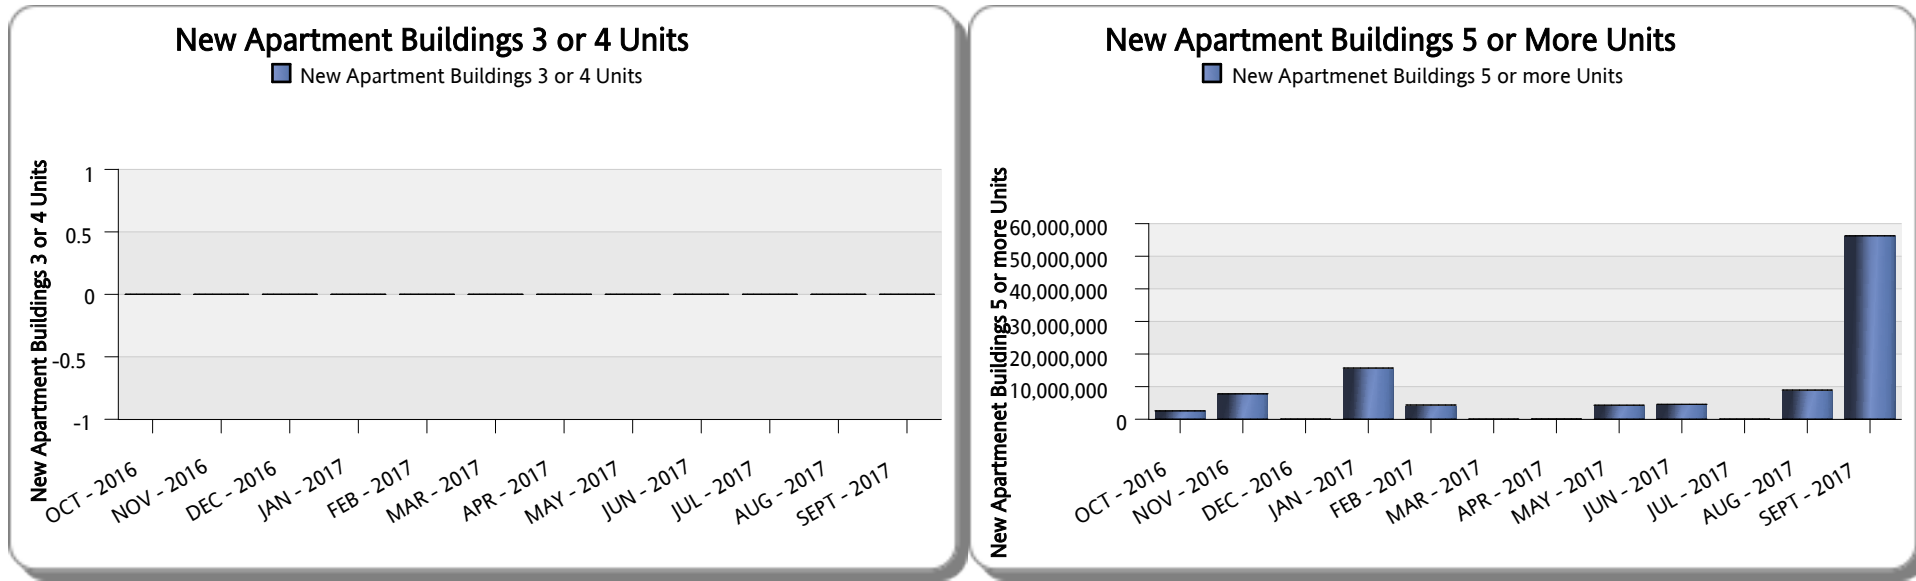 New Apartment Buildings 3 or 4 Units
New Apartment Buildings 3 or 4 Units
New Apartment Buildings 3 or 4 Units
1
0.5
0
-0.5
-1
OCT - 2016
NOV - 2016
DEC - 2016
JAN - 2017
FEB - 2017
MAR - 2017
APR - 2017
MAY - 2017
JUN - 2017
JUL - 2017
AUG - 2017
SEPT - 2017
New Apartment Buildings 5 or More Units
New Apartmenet Buildings 5 or more Units
New Apartmenet Buildings 5 or more Units
60,000,000
50,000,000
40,000,000
30,000,000
20,000,000
10,000,000
0
OCT - 2016
NOV - 2016
DEC - 2016
JAN - 2017
FEB - 2017
MAR - 2017
APR - 2017
MAY - 2017
JUN - 2017
JUL - 2017
AUG - 2017
SEPT - 2017